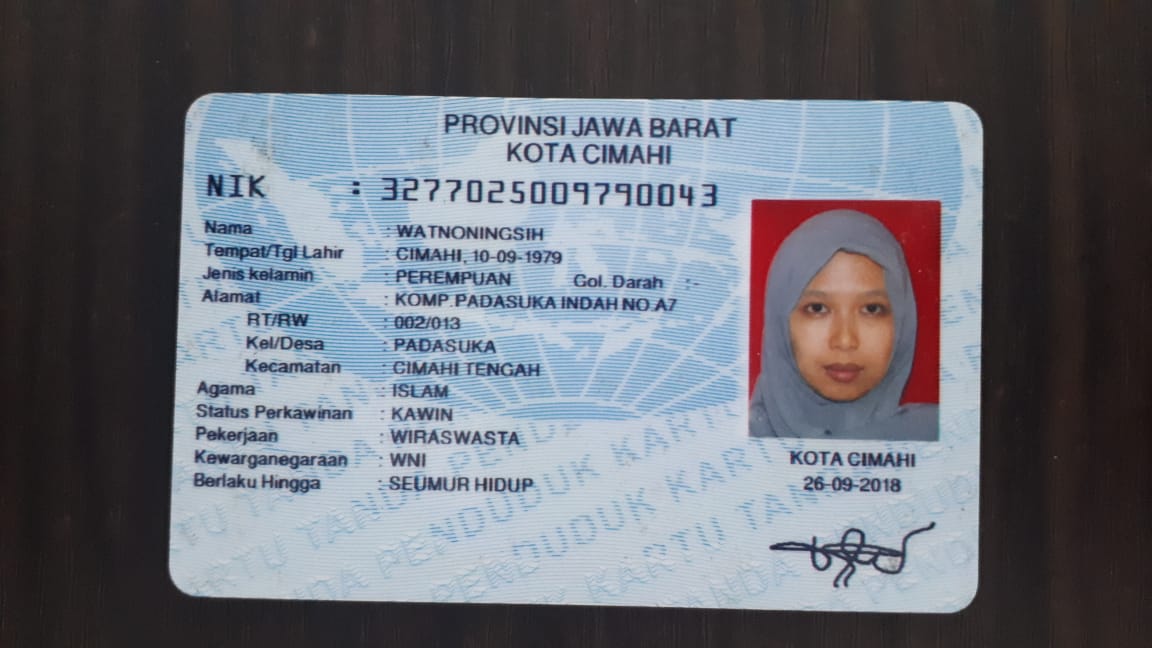 PROVINSI JAWA BARAT
KOTA CIMAHI
NIK : 3277025009790043
Nama : WATNONINGSIH
Tempat/Tgl Lahir : CIMAHI, 10-09-1979
Jenis kelamin : PEREMPUAN Gol. Darah :-
Alamat : KOMP.PADASUKA INDAH NO.A7
RT/RW : 002/013
Kel/Desa : PADASUKA
Kecamatan : CIMAHI TENGAH
Agama : ISLAM
Status Perkawinan : KAWIN
Pekerjaan : WIRASWASTA
Kewarganegaraan : WNI
Berlaku Hingga : SEUMUR HIDUP
KOTA CIMAHI
26-09-2018
KARTU TANDA PENDUDUK KARTU TANDA PENDUDUK